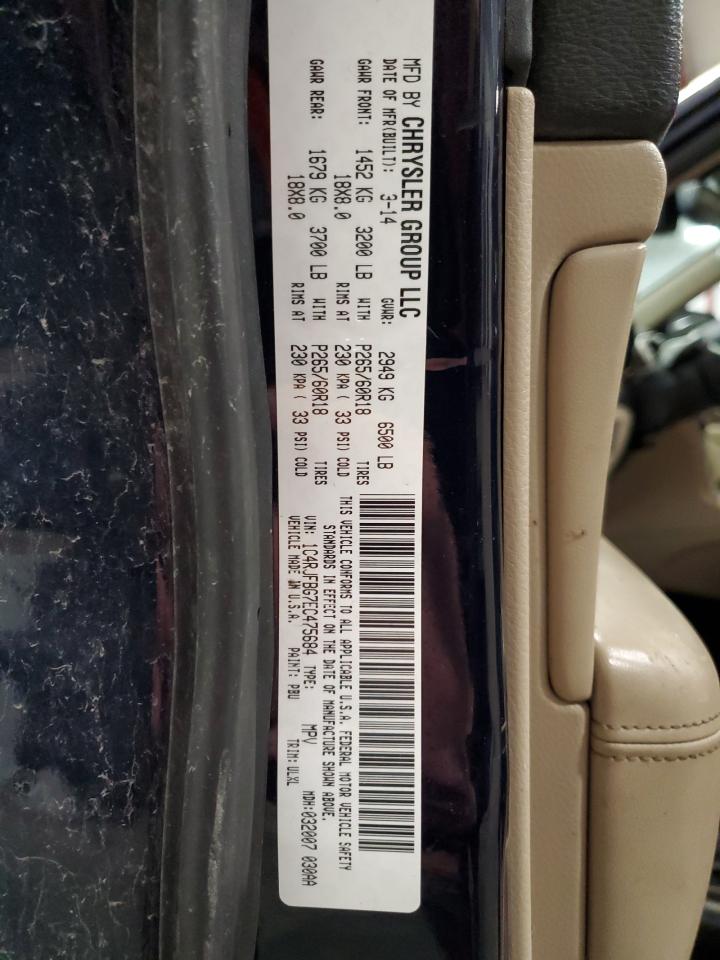 MFD BY CHRYSLER GROUP LLC
DATE OF MFR(BUILT): 3-14 GVWR: 2949 KG 6500 LB
GAWR FRONT: 1452 KG 3200 LB WITH P265/60R18 TIRES
18X8.0 RIMS AT 230 KPA ( 33 PSI) COLD
GAWR REAR: 1679 KG 3700 LB WITH P265/60R18 TIRES
18X8.0 RIMS AT 230 KPA ( 33 PSI) COLD
THIS VEHICLE CONFORMS TO ALL APPLICABLE U.S.A. FEDERAL MOTOR VEHICLE SAFETY
STANDARDS IN EFFECT ON THE DATE OF MANUFACTURE SHOWN ABOVE.
VIN: 1C4RJFBG7EC475684 TYPE: MPV MDH:032007 030AA
VEHICLE MADE IN U.S.A. PAINT: PBU TRIM:ULXL